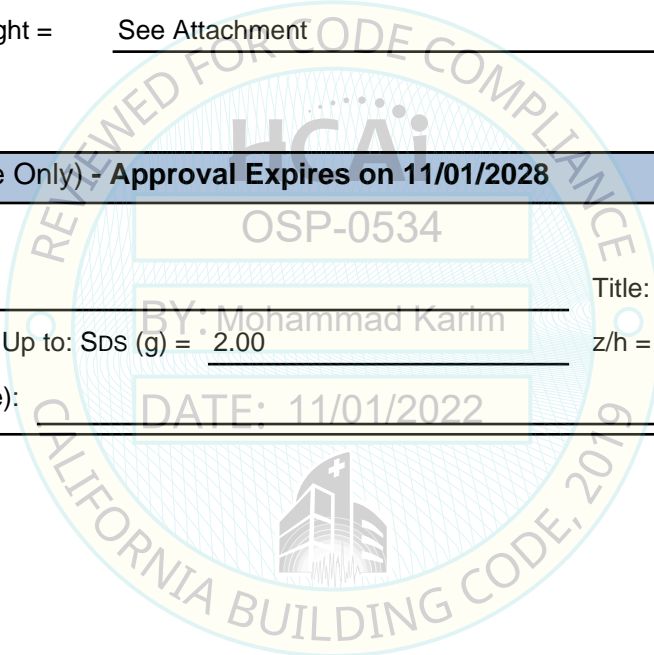 ght = See Attachment
REVIEWED FOR CODE COMPLIANCE
HCAi
e Only) - Approval Expires on 11/01/2028
OSP-0534
Title:
BY: Mohammad Karim
Up to: SDS (g) = 2.00 z/h =
e):
DATE: 11/01/2022
CALIFORNIA BUILDING CODE, 2019